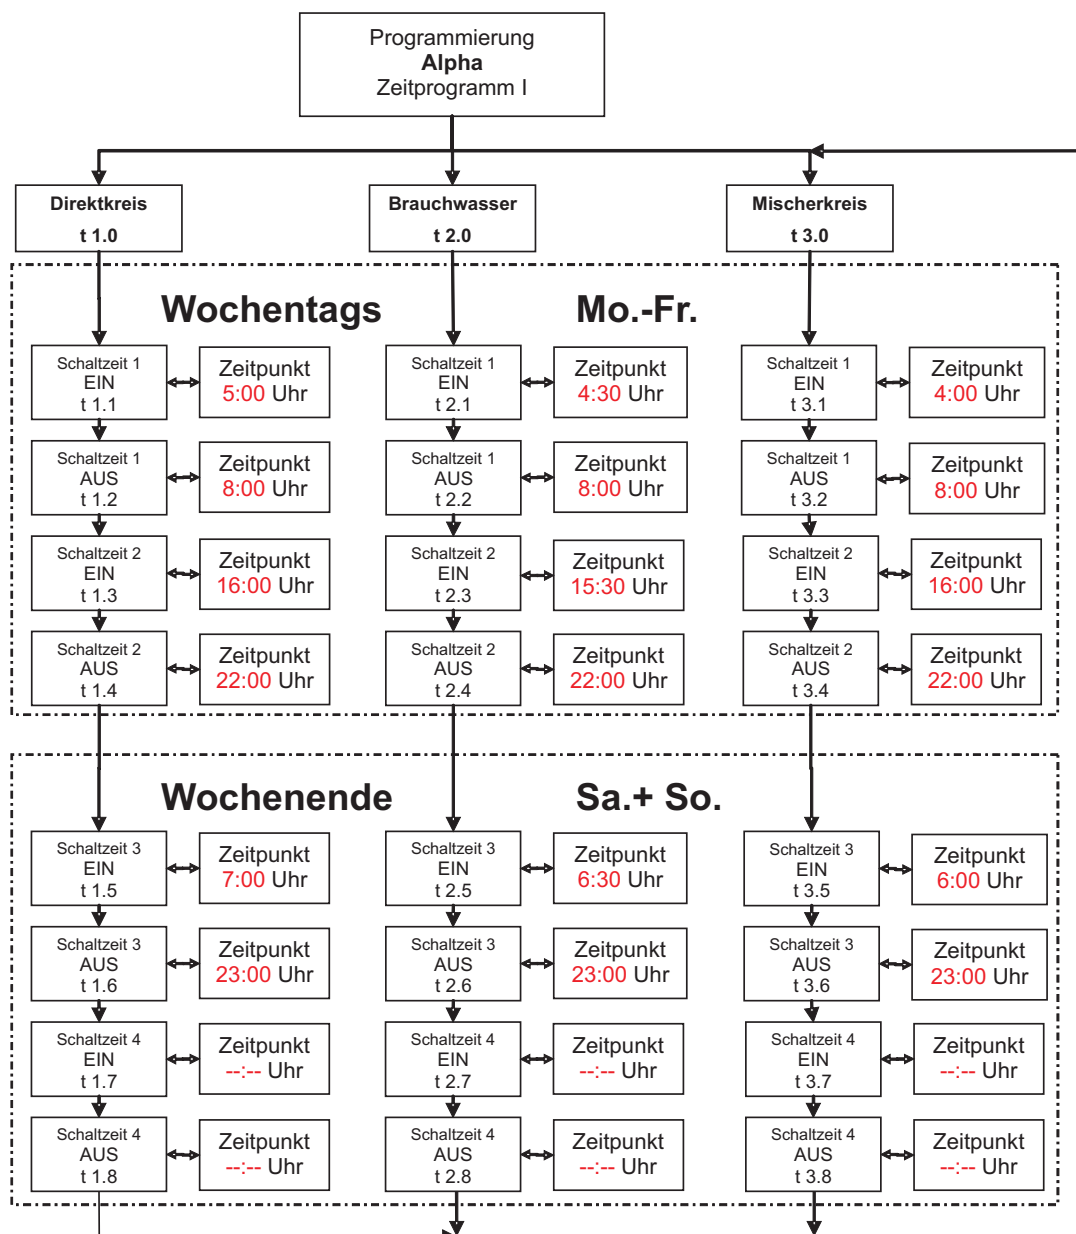 Programmierung
Alpha
Zeitprogramm I
Direktkreis
t 1.0
Brauchwasser
t 2.0
Mischerkreis
t 3.0
Wochentags Mo.-Fr.
Schaltzeit 1
EIN
t 1.1
Zeitpunkt
5:00 Uhr
Schaltzeit 1
EIN
t 2.1
Zeitpunkt
4:30 Uhr
Schaltzeit 1
EIN
t 3.1
Zeitpunkt
4:00 Uhr
Schaltzeit 1
AUS
t 1.2
Zeitpunkt
8:00 Uhr
Schaltzeit 1
AUS
t 2.2
Zeitpunkt
8:00 Uhr
Schaltzeit 1
AUS
t 3.2
Zeitpunkt
8:00 Uhr
Schaltzeit 2
EIN
t 1.3
Zeitpunkt
16:00 Uhr
Schaltzeit 2
EIN
t 2.3
Zeitpunkt
15:30 Uhr
Schaltzeit 2
EIN
t 3.3
Zeitpunkt
16:00 Uhr
Schaltzeit 2
AUS
t 1.4
Zeitpunkt
22:00 Uhr
Schaltzeit 2
AUS
t 2.4
Zeitpunkt
22:00 Uhr
Schaltzeit 2
AUS
t 3.4
Zeitpunkt
22:00 Uhr
Wochenende Sa.+ So.
Schaltzeit 3
EIN
t 1.5
Zeitpunkt
7:00 Uhr
Schaltzeit 3
EIN
t 2.5
Zeitpunkt
6:30 Uhr
Schaltzeit 3
EIN
t 3.5
Zeitpunkt
6:00 Uhr
Schaltzeit 3
AUS
t 1.6
Zeitpunkt
23:00 Uhr
Schaltzeit 3
AUS
t 2.6
Zeitpunkt
23:00 Uhr
Schaltzeit 3
AUS
t 3.6
Zeitpunkt
23:00 Uhr
Schaltzeit 4
EIN
t 1.7
Zeitpunkt
--:-- Uhr
Schaltzeit 4
EIN
t 2.7
Zeitpunkt
--:-- Uhr
Schaltzeit 4
EIN
t 3.7
Zeitpunkt
--:-- Uhr
Schaltzeit 4
AUS
t 1.8
Zeitpunkt
--:-- Uhr
Schaltzeit 4
AUS
t 2.8
Zeitpunkt
--:-- Uhr
Schaltzeit 4
AUS
t 3.8
Zeitpunkt
--:-- Uhr